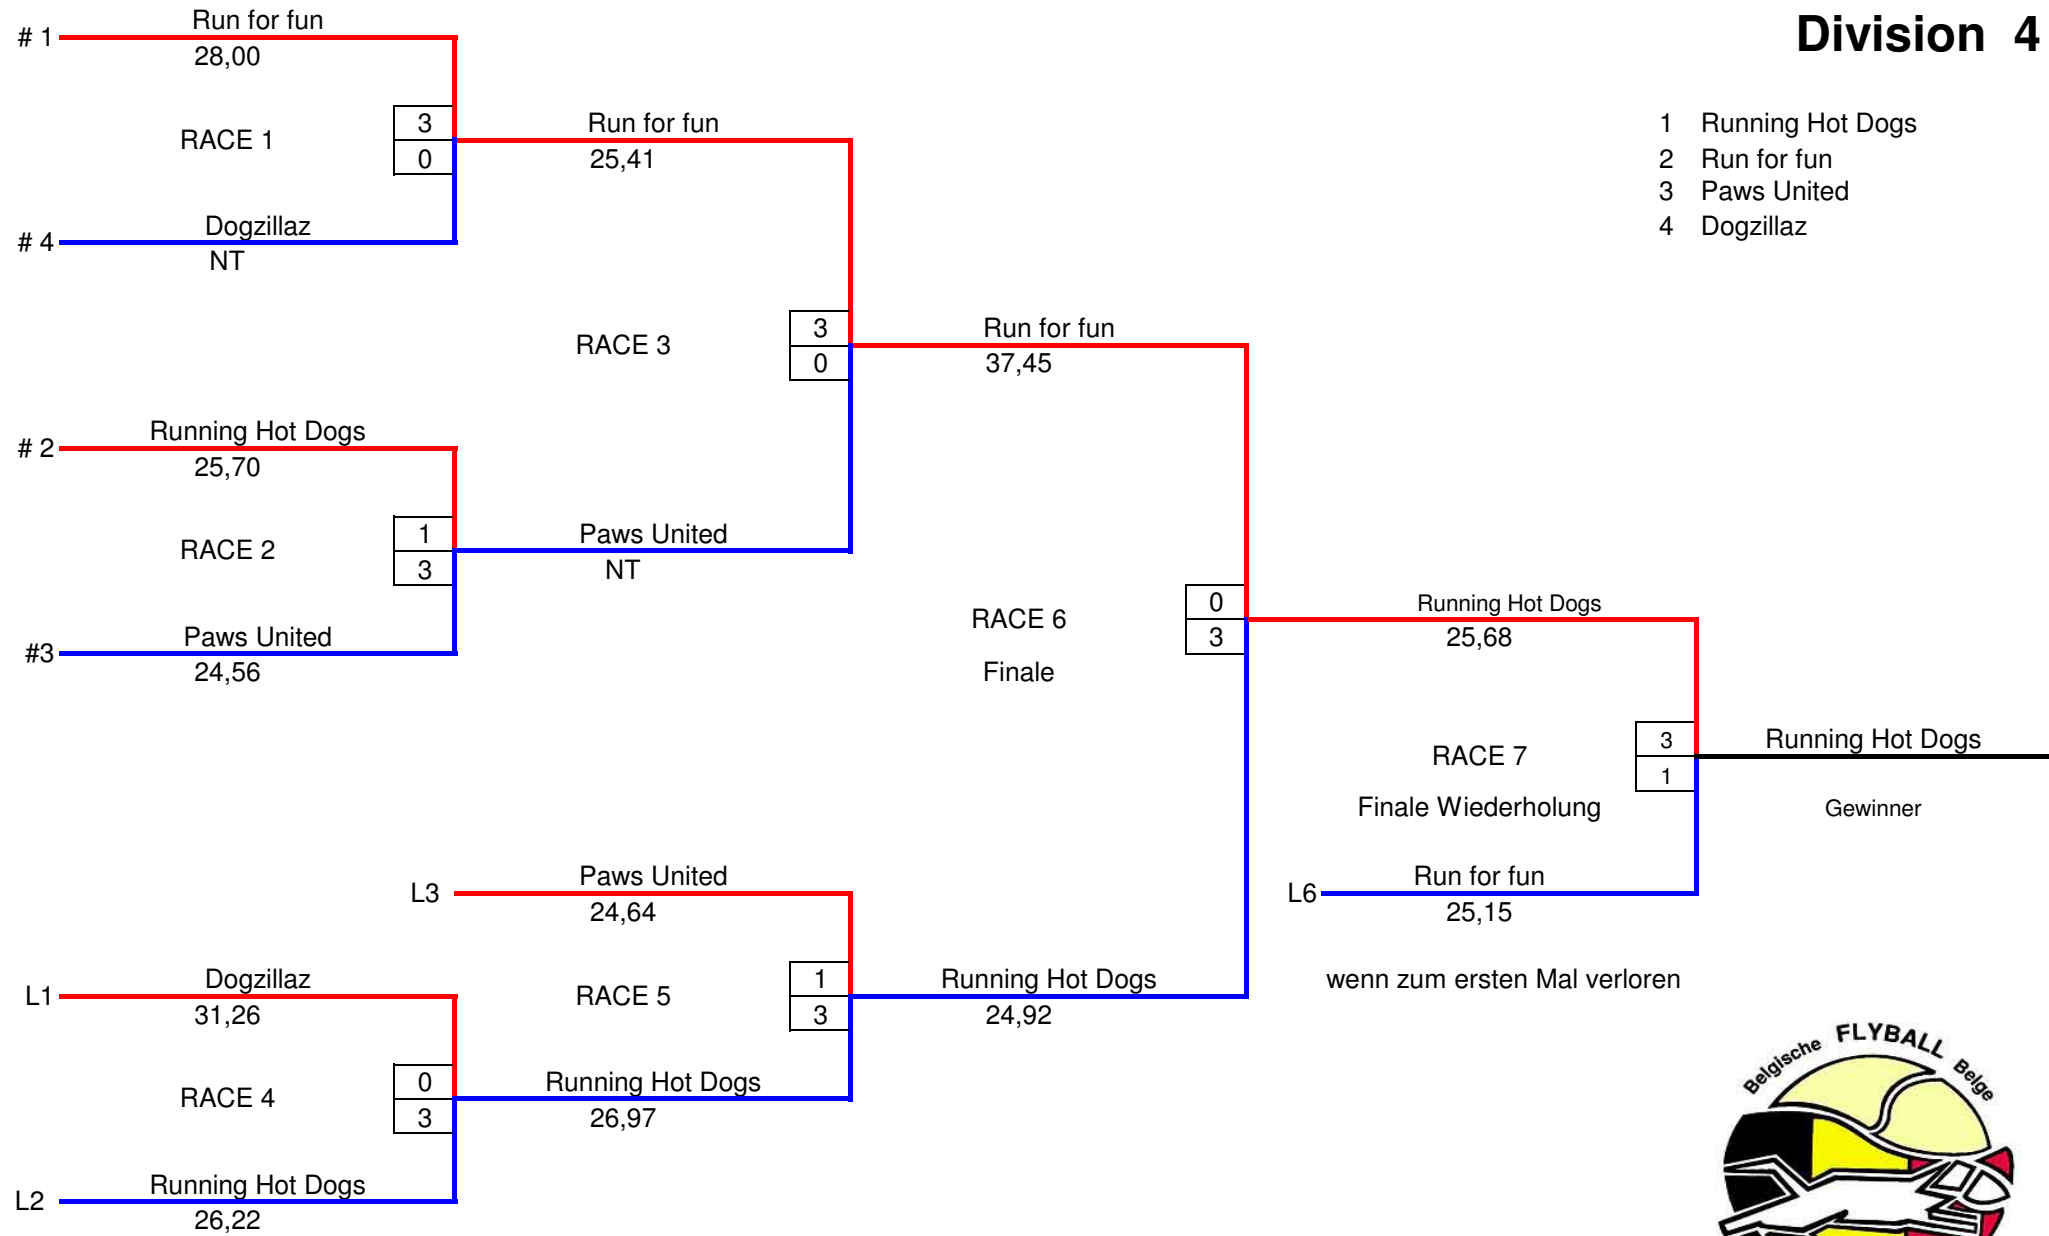 Division 4
1 Running Hot Dogs
2 Run for fun
3 Paws United
4 Dogzillaz
# 1
Run for fun
28,00
RACE 1
3
0
# 4
Dogzillaz
NT
Run for fun
25,41
RACE 3
3
0
Run for fun
37,45
# 2
Running Hot Dogs
25,70
RACE 2
1
3
#3
Paws United
24,56
Paws United
NT
RACE 6
0
3
Finale
Running Hot Dogs
25,68
RACE 7
3
1
Finale Wiederholung
Running Hot Dogs
Gewinner
L6
Run for fun
25,15
wenn zum ersten Mal verloren
L3
Paws United
24,64
RACE 5
1
3
Running Hot Dogs
24,92
L1
Dogzillaz
31,26
RACE 4
0
3
Running Hot Dogs
26,97
L2
Running Hot Dogs
26,22
Belgische FLYBALL Belge